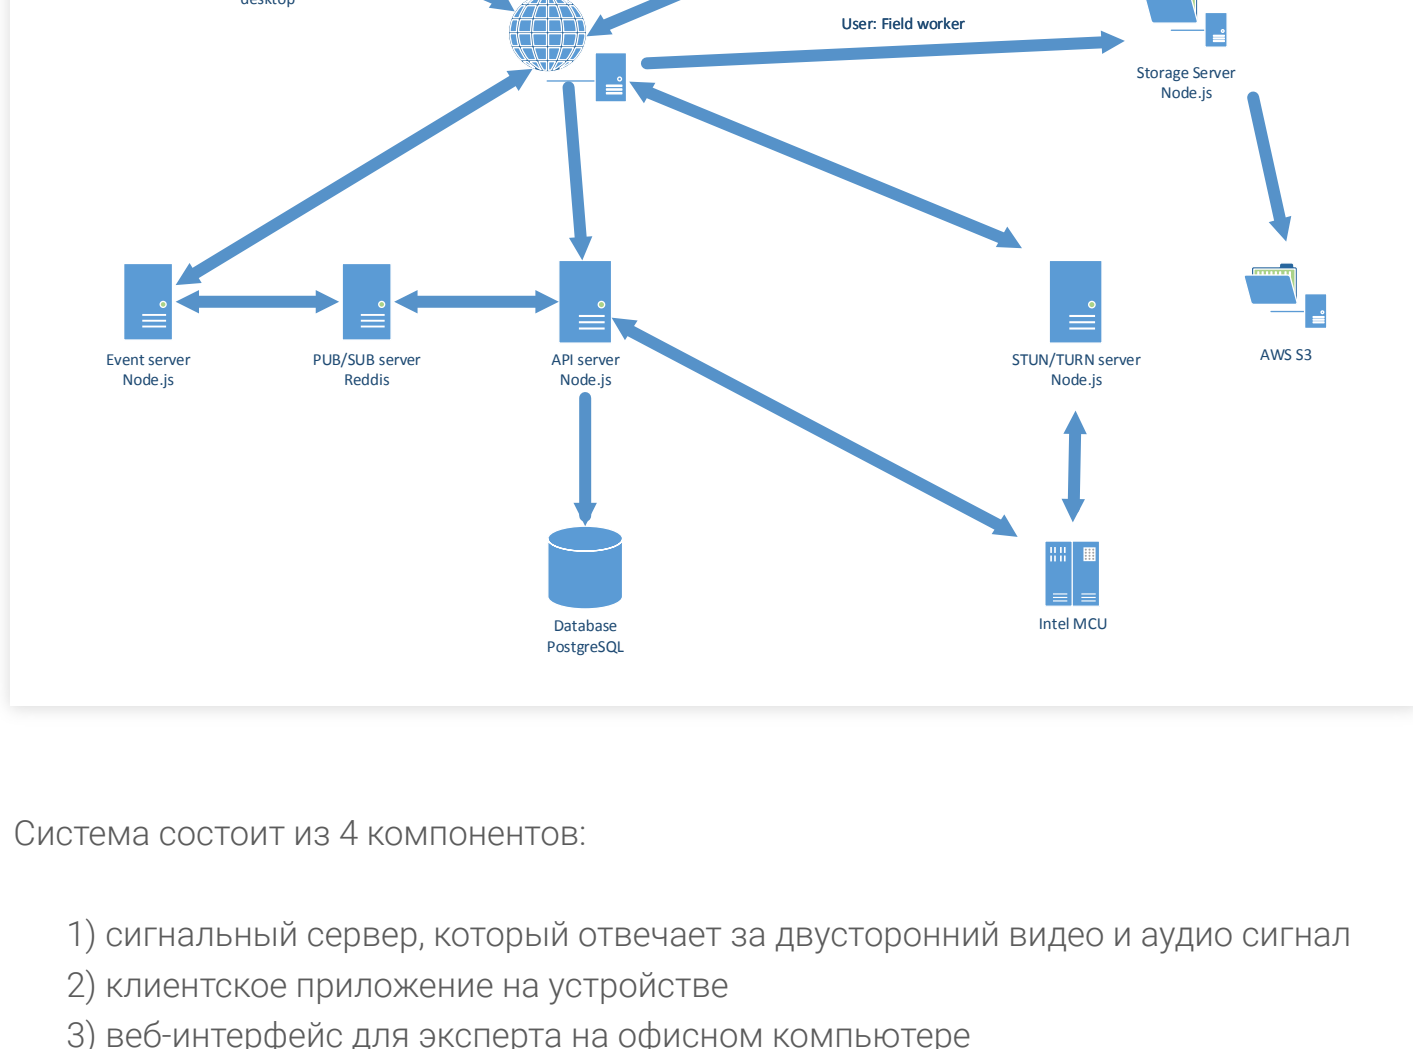 desktop
User: Field worker
Storage Server
Node.js
Event server
Node.js
PUB/SUB server
Reddis
API server
Node.js
STUN/TURN server
Node.js
AWS S3
Database
PostgreSQL
Intel MCU
Система состоит из 4 компонентов:
1) сигнальный сервер, который отвечает за двусторонний видео и аудио сигнал
2) клиентское приложение на устройстве
3) веб-интерфейс для эксперта на офисном компьютере